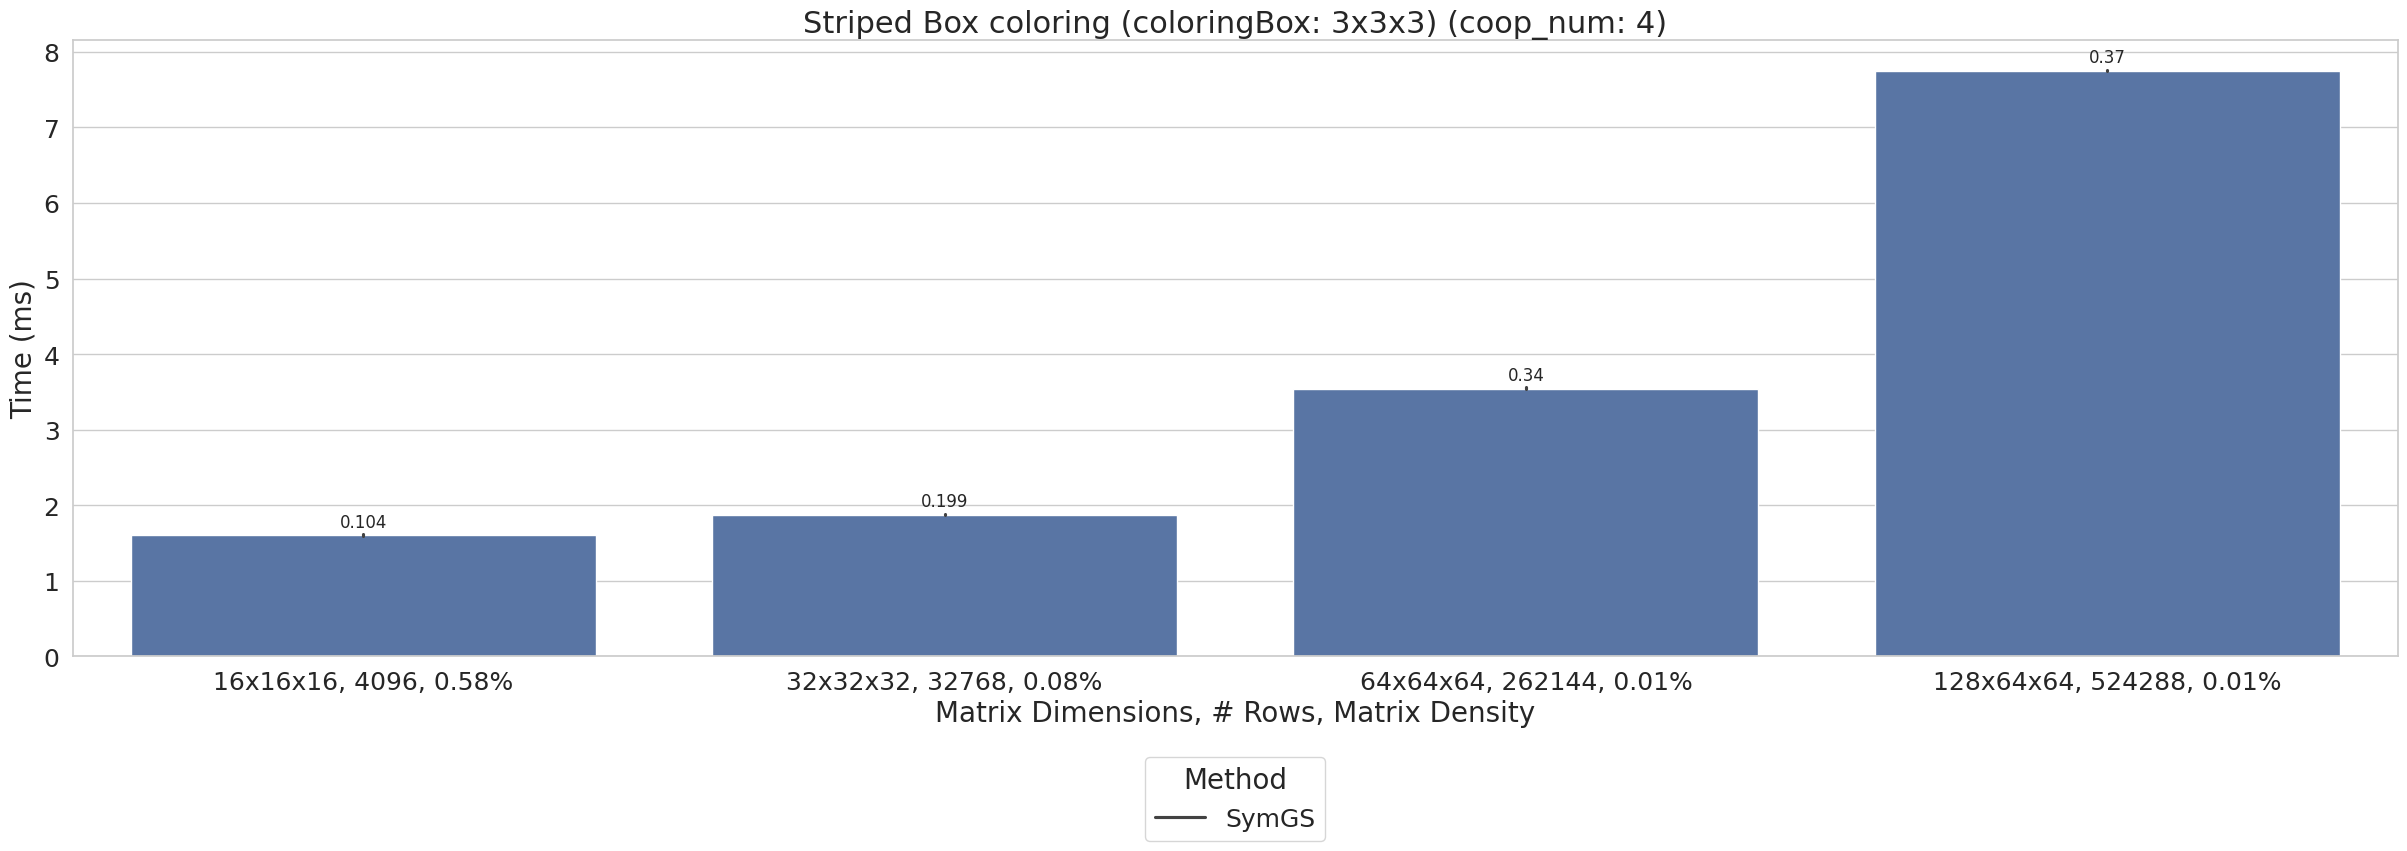 Striped Box coloring (coloringBox: 3x3x3) (coop_num: 4)
Time (ms)
8
7
6
5
4
3
2
1
0
0.104
0.199
0.34
0.37
16x16x16, 4096, 0.58%
32x32x32, 32768, 0.08%
64x64x64, 262144, 0.01%
128x64x64, 524288, 0.01%
Matrix Dimensions, # Rows, Matrix Density
Method
SymGS